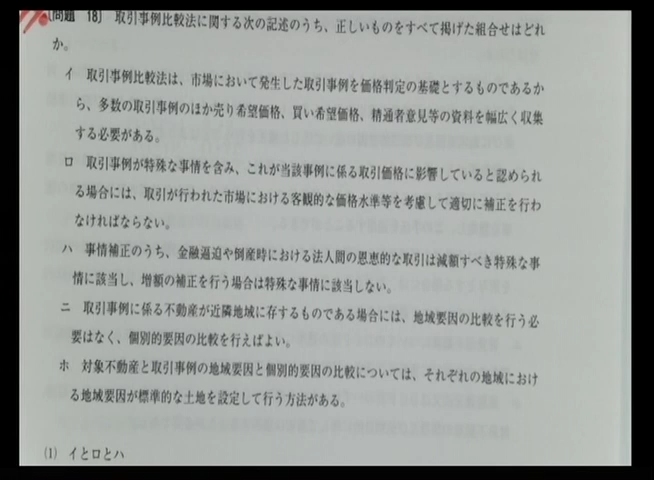 〔問題 18〕 取引事例比較法に関する次の記述のうち、正しいものをすべて掲げた組合せはどれ
か。
イ 取引事例比較法は、市場において発生した取引事例を価格判定の基礎とするものであるか
ら、多数の取引事例のほか売り希望価格、買い希望価格、精通者意見等の資料を幅広く収集
する必要がある。
ロ 取引事例が特殊な事情を含み、これが当該事例に係る取引価格に影響していると認められ
る場合には、取引が行われた市場における客観的な価格水準等を考慮して適切に補正を行わ
なければならない。
ハ 事情補正のうち、金融逼迫や倒産時における法人間の恩恵的な取引は減額すべき特殊な事
情に該当し、増額の補正を行う場合は特殊な事情に該当しない。
ニ 取引事例に係る不動産が近隣地域に存するものである場合には、地域要因の比較を行う必
要はなく、個別的要因の比較を行えばよい。
ホ 対象不動産と取引事例の地域要因と個別的要因の比較については、それぞれの地域におけ
る地域要因が標準的な土地を設定して行う方法がある。
(1) イとロとハ